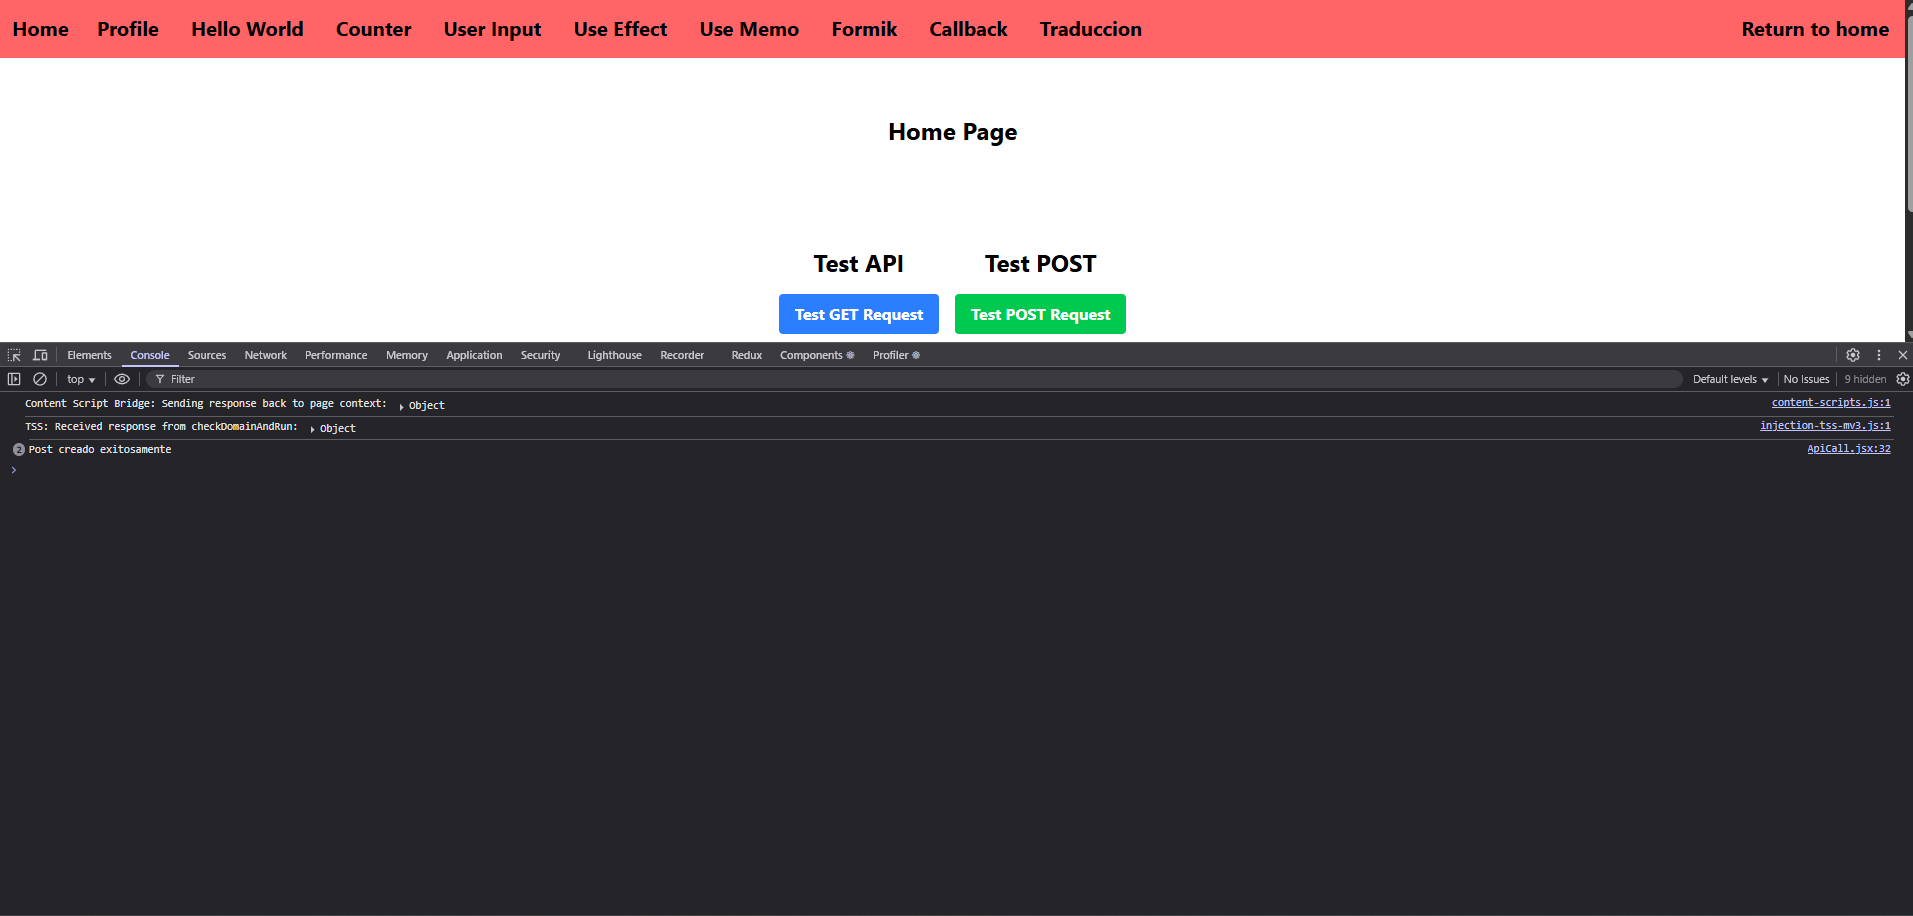 Home Profile Hello World Counter User Input Use Effect Use Memo Formik Callback Traduccion Return to home
Home Page
Test API Test POST
Test GET Request Test POST Request
Elements Console Sources Network Performance Memory Application Security Lighthouse Recorder Redux Components Profiler
top Filter Default levels No Issues 9 hidden
Content Script Bridge: Sending response back to page context: Object content-scripts.js:1
TSS: Received response from checkDomainAndRun: Object injection-tss-mv3.js:1
2 Post creado exitosamente ApiCall.jsx:32